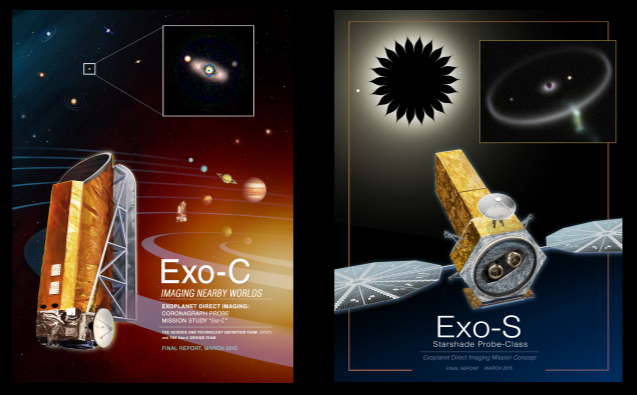 Exo-C
IMAGING NEARBY WORLDS
EXOPLANET DIRECT IMAGING:
CORONAGRAPH PROBE
MISSION STUDY "Exo-C"
THE SCIENCE AND TECHNOLOGY DEFINITION TEAM (STDT)
and THE Exo-C DESIGN TEAM
FINAL REPORT, MARCH 2015
Exo-S
Starshade Probe-Class
Exoplanet Direct Imaging Mission Concept
FINAL REPORT MARCH 2015